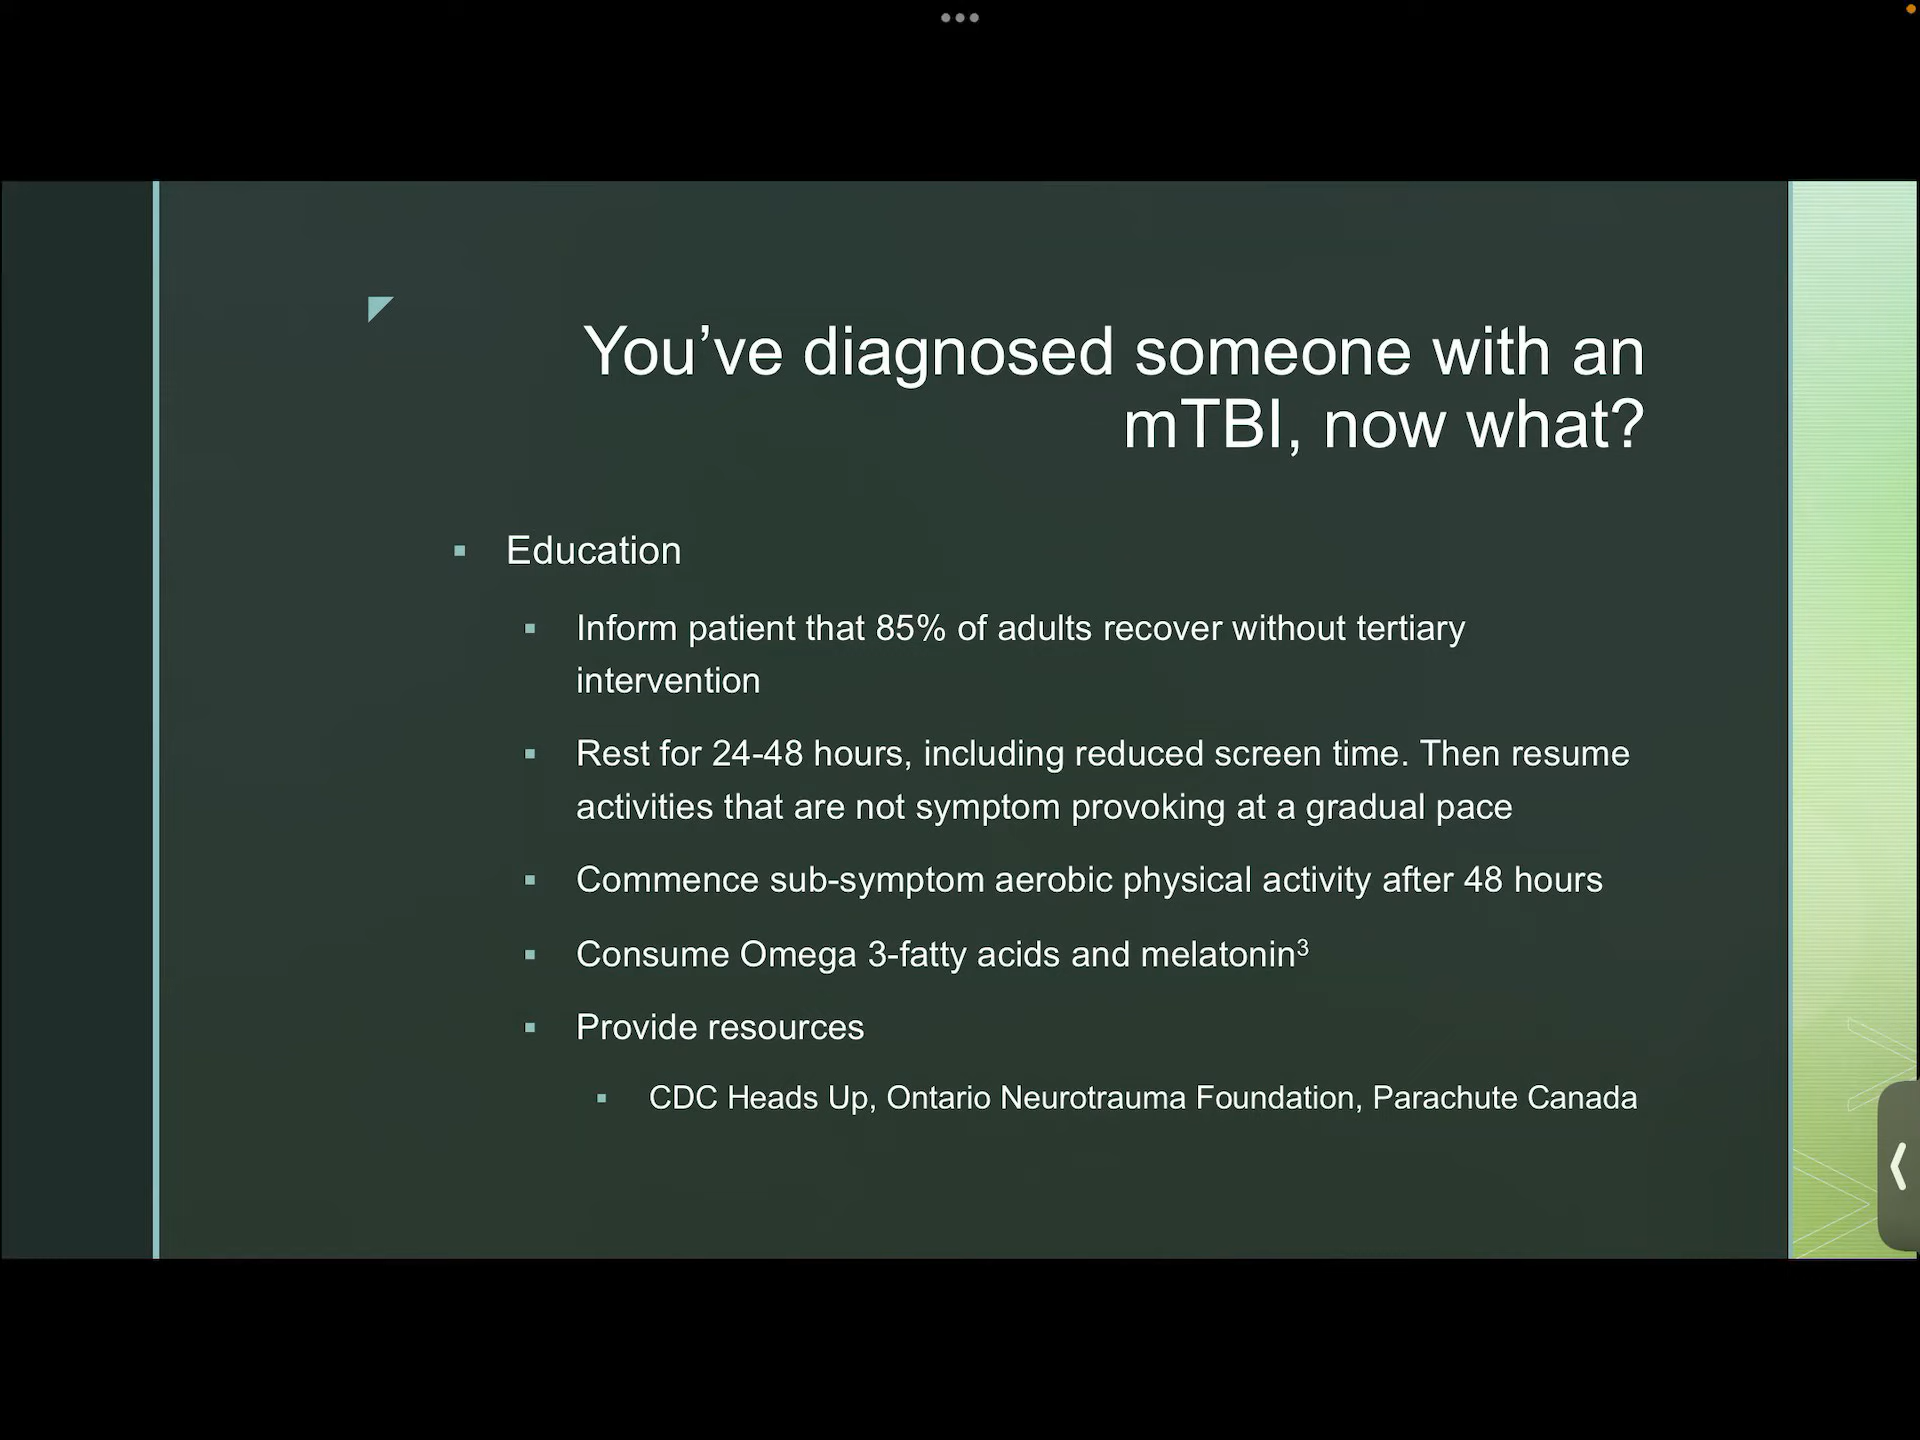 You’ve diagnosed someone with an
mTBI, now what?
▪ Education
▪ Inform patient that 85% of adults recover without tertiary
intervention
▪ Rest for 24-48 hours, including reduced screen time. Then resume
activities that are not symptom provoking at a gradual pace
▪ Commence sub-symptom aerobic physical activity after 48 hours
▪ Consume Omega 3-fatty acids and melatonin³
▪ Provide resources
▪ CDC Heads Up, Ontario Neurotrauma Foundation, Parachute Canada